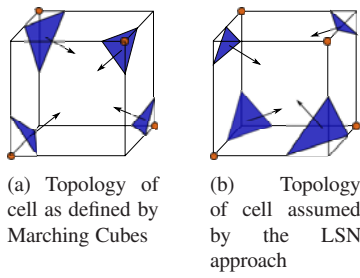 (a) Topology of
cell as defined by
Marching Cubes
(b) Topology
of cell assumed
by the LSN
approach